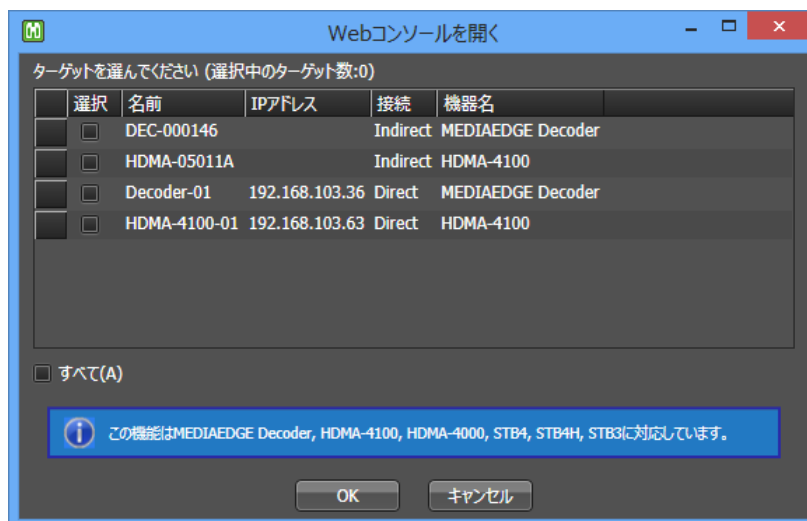 Webコンソールを開く
ターゲットを選んでください (選択中のターゲット数:0)
選択 名前 IPアドレス 接続 機器名
DEC-000146 Indirect MEDIAEDGE Decoder
HDMA-05011A Indirect HDMA-4100
Decoder-01 192.168.103.36 Direct MEDIAEDGE Decoder
HDMA-4100-01 192.168.103.63 Direct HDMA-4100
すべて(A)
この機能はMEDIAEDGE Decoder, HDMA-4100, HDMA-4000, STB4, STB4H, STB3に対応しています。
OK キャンセル